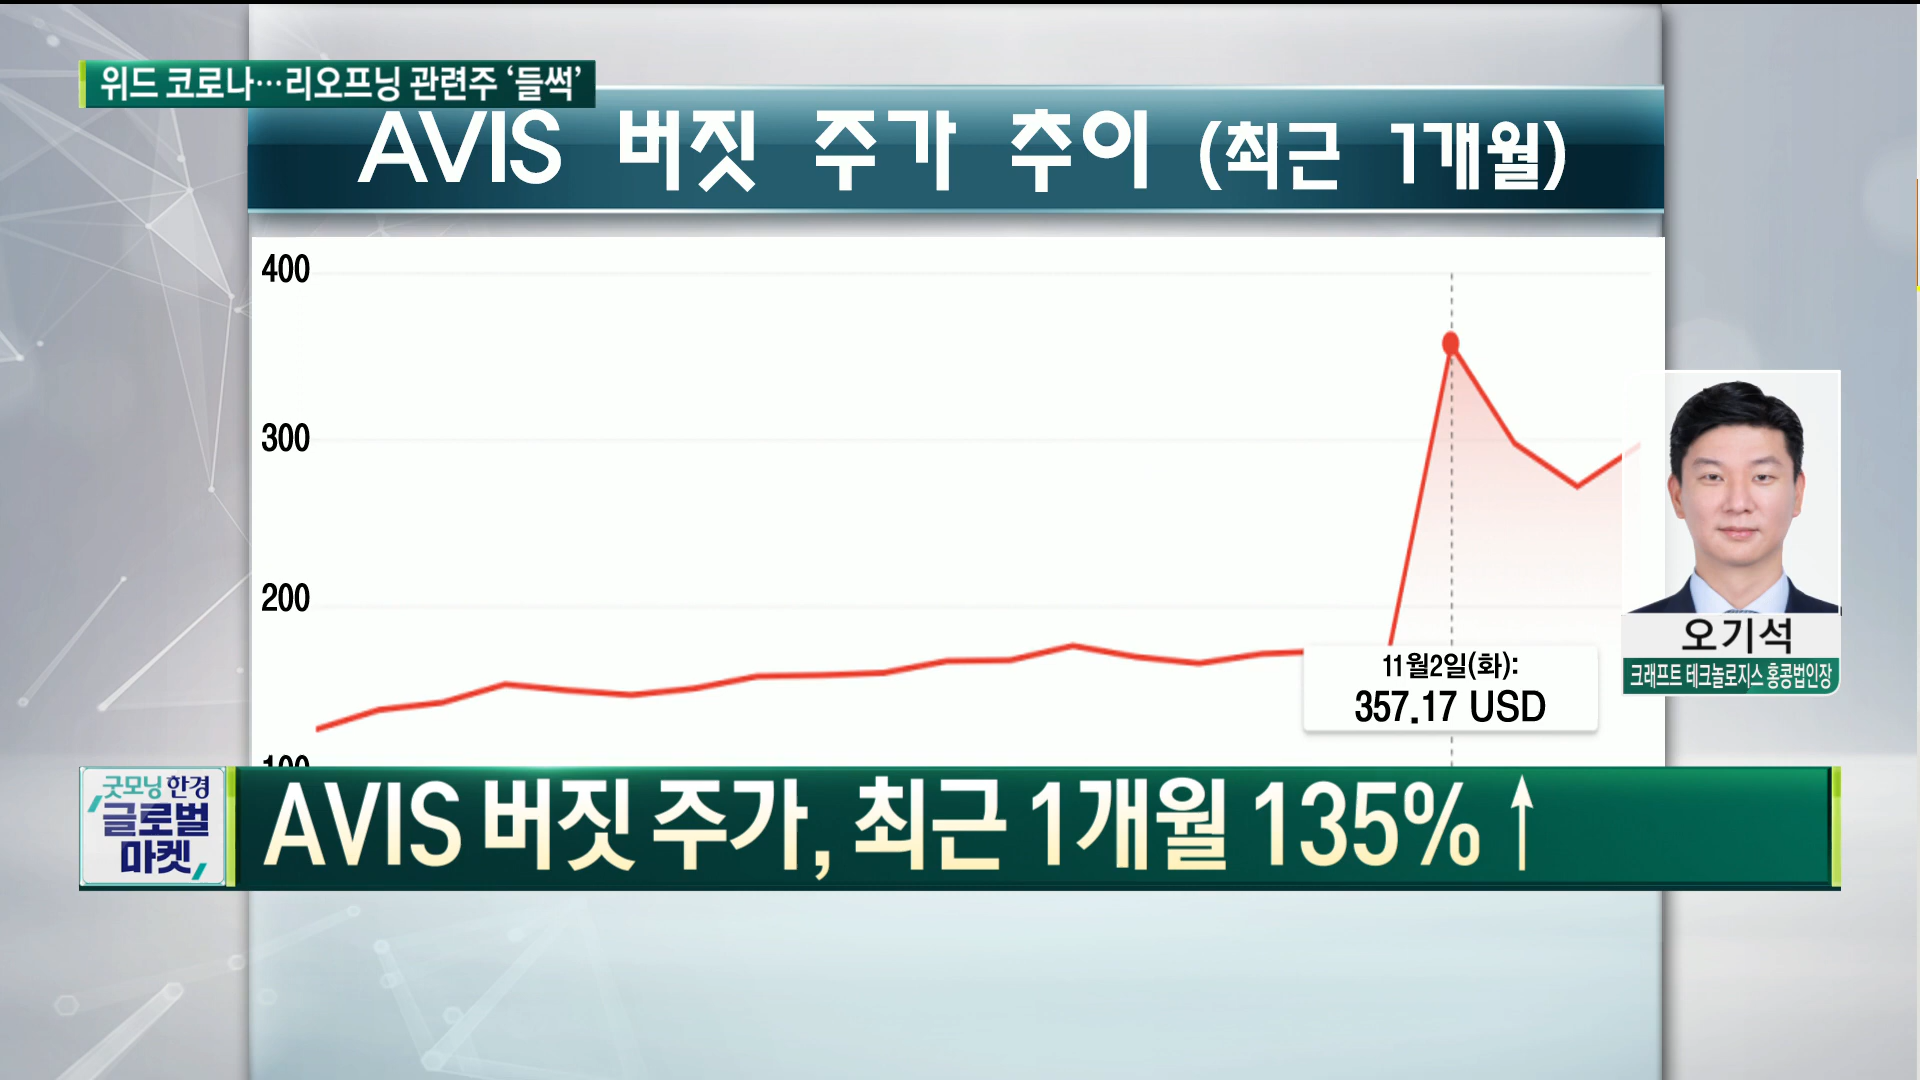 위드 코로나…리오프닝 관련주 ‘들썩’
AVIS 버짓 주가 추이 (최근 1개월)
400
300
200
100
11월2일(화):
357.17 USD
오기석
크래프트 테크놀로지스 홍콩법인장
굿모닝 한경
글로벌
마켓
AVIS 버짓 주가, 최근 1개월 135% ↑